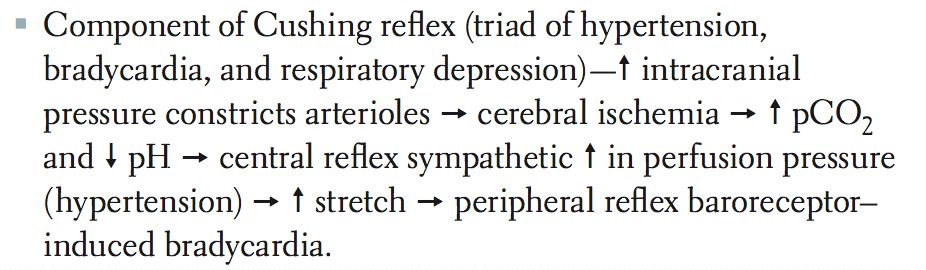 ▪ Component of Cushing reflex (triad of hypertension,
bradycardia, and respiratory depression)—↑ intracranial
pressure constricts arterioles → cerebral ischemia → ↑ pCO₂
and ↓ pH → central reflex sympathetic ↑ in perfusion pressure
(hypertension) → ↑ stretch → peripheral reflex baroreceptor–
induced bradycardia.